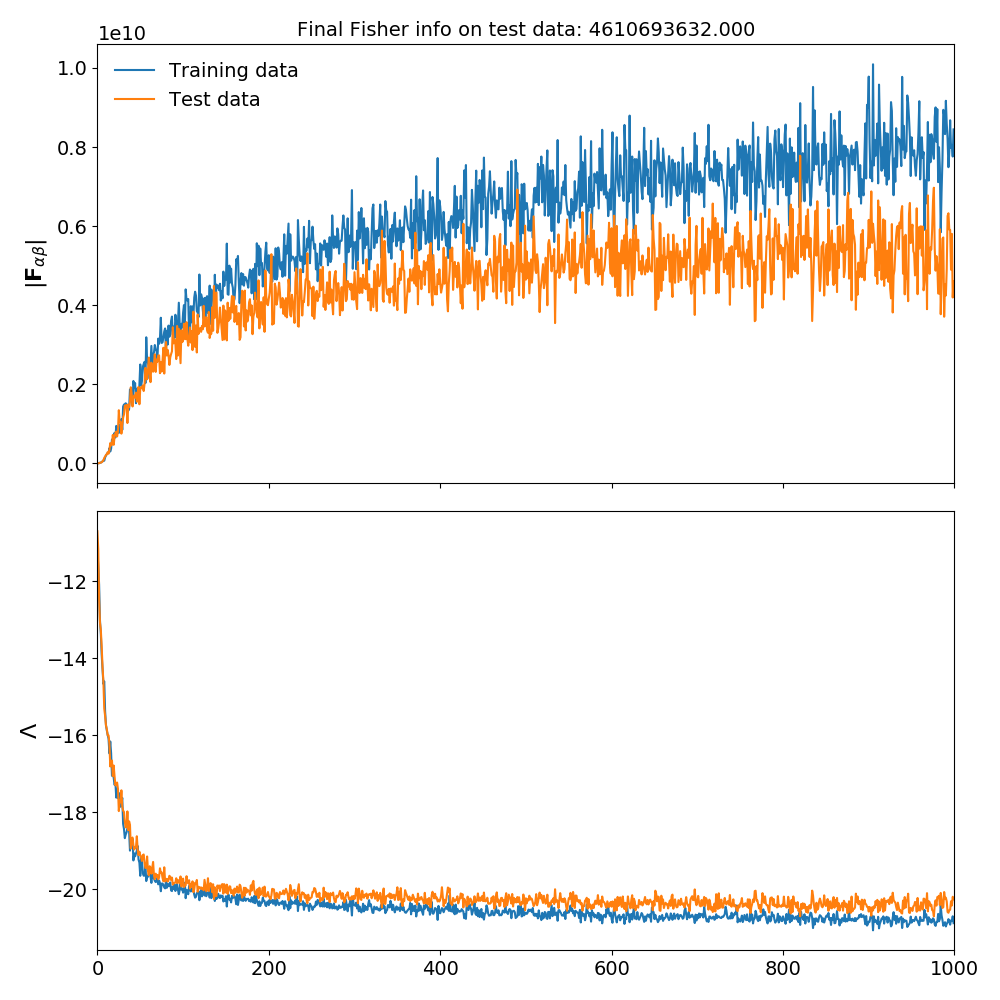 Final Fisher info on test data: 4610693632.000
1e10
Training data
Test data
1.0
0.8
0.6
0.4
0.2
0.0
|F_{αβ}|
−12
−14
−16
−18
−20
Λ
0 200 400 600 800 1000